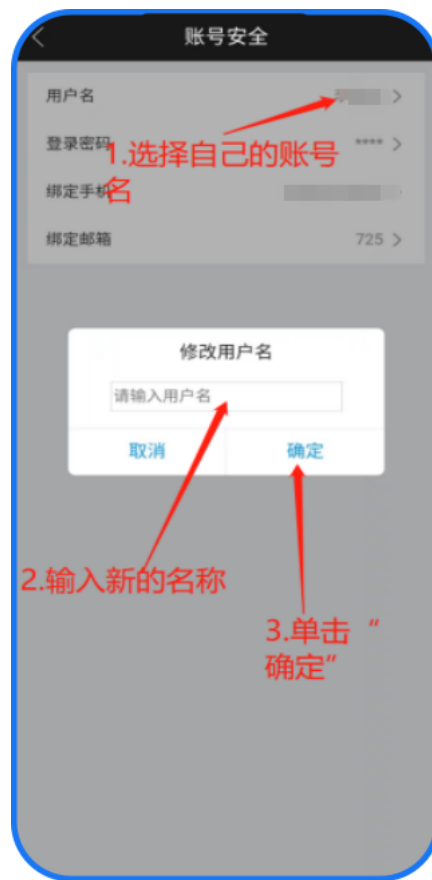 账号安全
用户名
登录密码
****
1.选择自己的账号
名
绑定手机
绑定邮箱
725
修改用户名
请输入用户名
取消
确定
2.输入新的名称
3.单击“
确定”